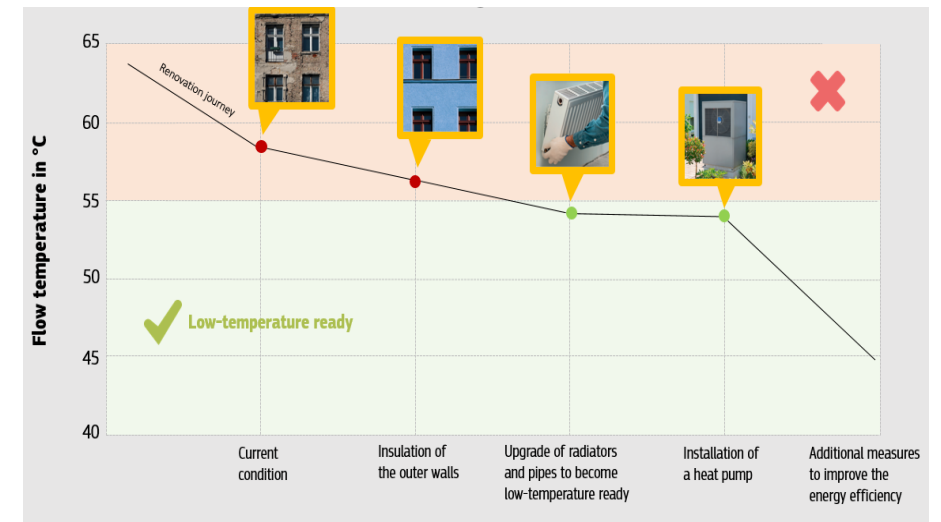 65
60
55
50
45
40
Flow temperature in °C
Renovation journey
Low-temperature ready
Current
condition
Insulation of
the outer walls
Upgrade of radiators
and pipes to become
low-temperature ready
Installation of
a heat pump
Additional measures
to improve the
energy efficiency